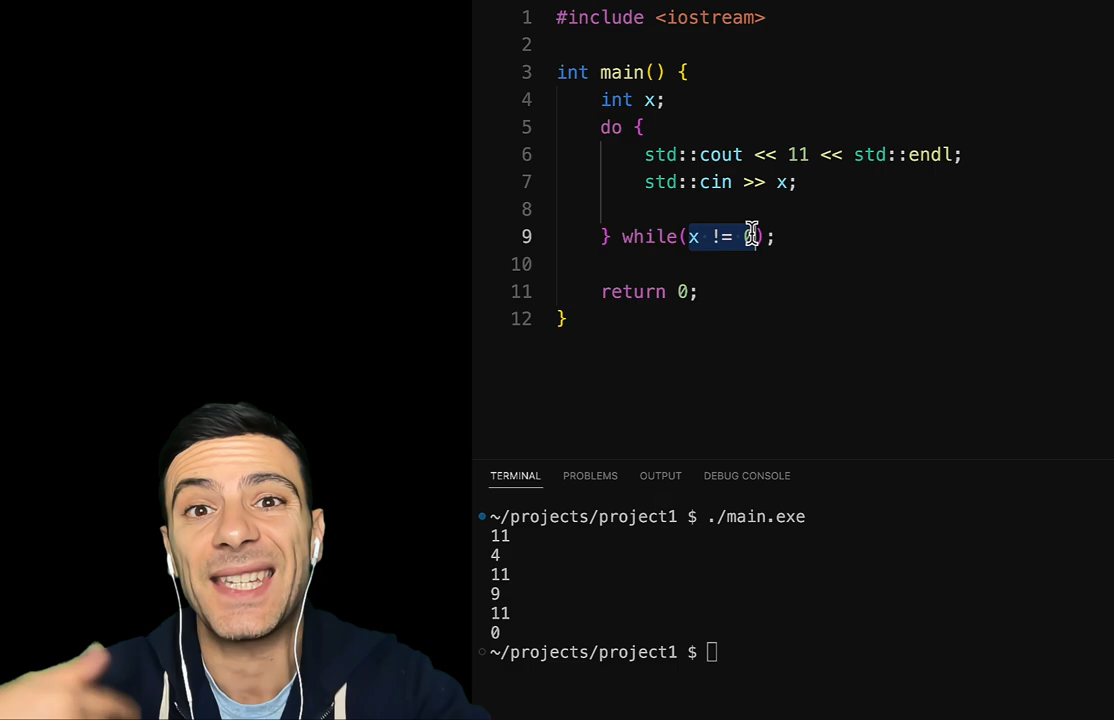 1 #include <iostream>
2
3 int main() {
4 int x;
5 do {
6 std::cout << 11 << std::endl;
7 std::cin >> x;
8
9 } while(x != 0);
10
11 return 0;
12 }
TERMINAL PROBLEMS OUTPUT DEBUG CONSOLE
~/projects/project1 $ ./main.exe
11
4
11
9
11
0
~/projects/project1 $